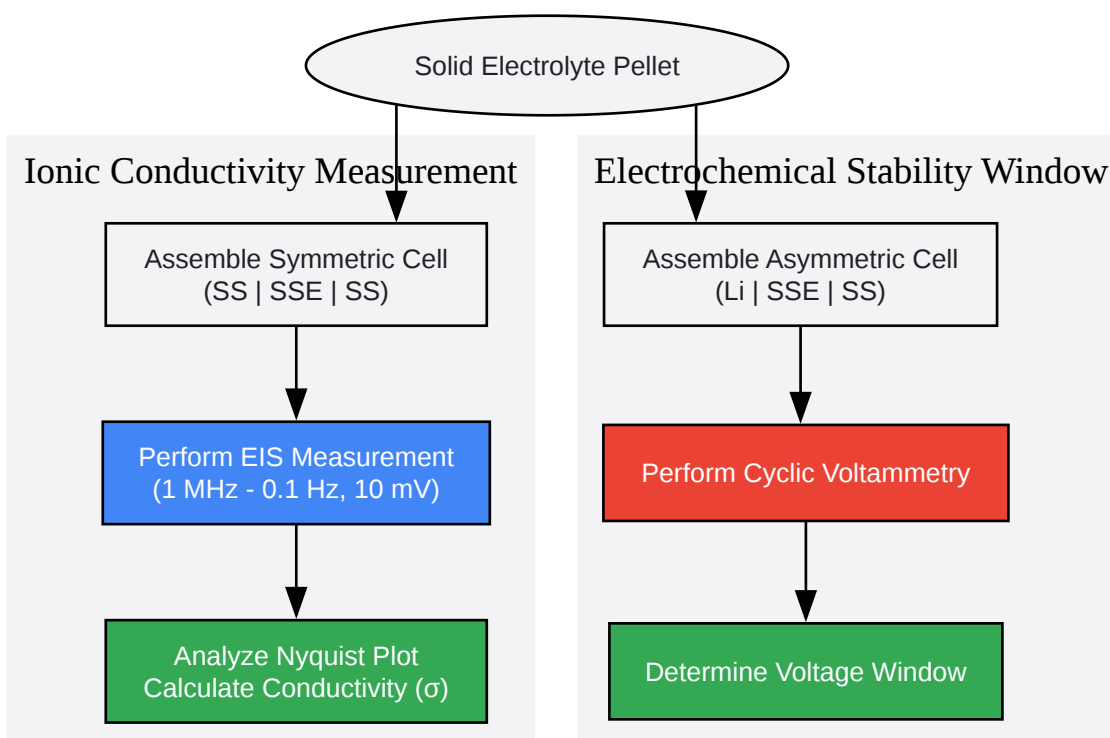 Solid Electrolyte Pellet
Ionic Conductivity Measurement
Assemble Symmetric Cell
(SS | SSE | SS)
Perform EIS Measurement
(1 MHz - 0.1 Hz, 10 mV)
Analyze Nyquist Plot
Calculate Conductivity (σ)
Electrochemical Stability Window
Assemble Asymmetric Cell
(Li | SSE | SS)
Perform Cyclic Voltammetry
Determine Voltage Window